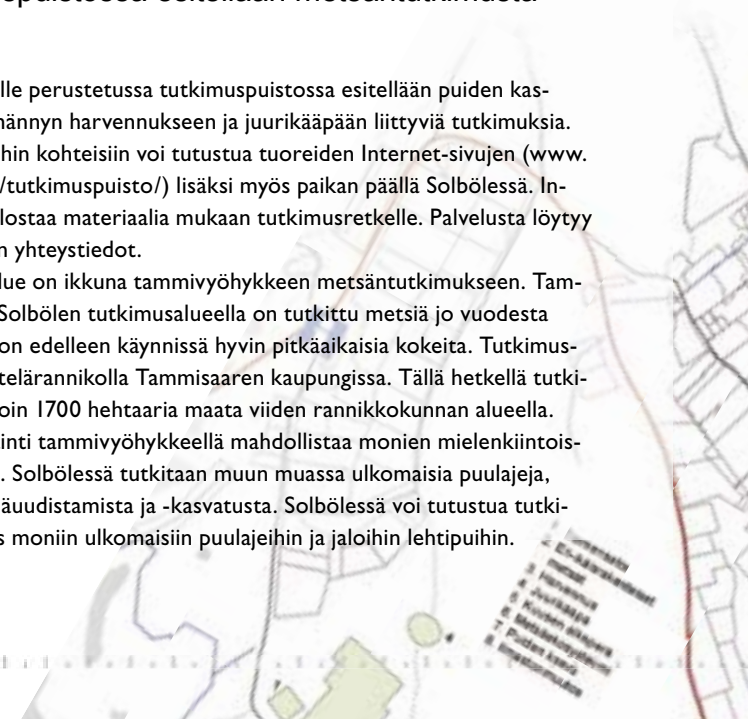 lle perustetussa tutkimuspuistossa esitellään puiden kas-
männyn harvennukseen ja juurikääpään liittyviä tutkimuksia.
hin kohteisiin voi tutustua tuoreiden Internet-sivujen (www.
/tutkimuspuisto/) lisäksi myös paikan päällä Solbölessä. In-
lostaa materiaalia mukaan tutkimusretkelle. Palvelusta löytyy
n yhteystiedot.
lue on ikkuna tammivyöhykkeen metsäntutkimukseen. Tam-
Solbölen tutkimusalueella on tutkittu metsiä jo vuodesta
on edelleen käynnissä hyvin pitkäaikaisia kokeita. Tutkimus-
telärannikolla Tammisaaren kaupungissa. Tällä hetkellä tutki-
oin 1700 hehtaaria maata viiden rannikkokunnan alueella.
inti tammivyöhykkeellä mahdollistaa monien mielenkiintois-
. Solbölessä tutkitaan muun muassa ulkomaisia puulajeja,
äuudistamista ja -kasvatusta. Solbölessä voi tutustua tutki-
s moniin ulkomaisiin puulajeihin ja jaloihin lehtipuihin.